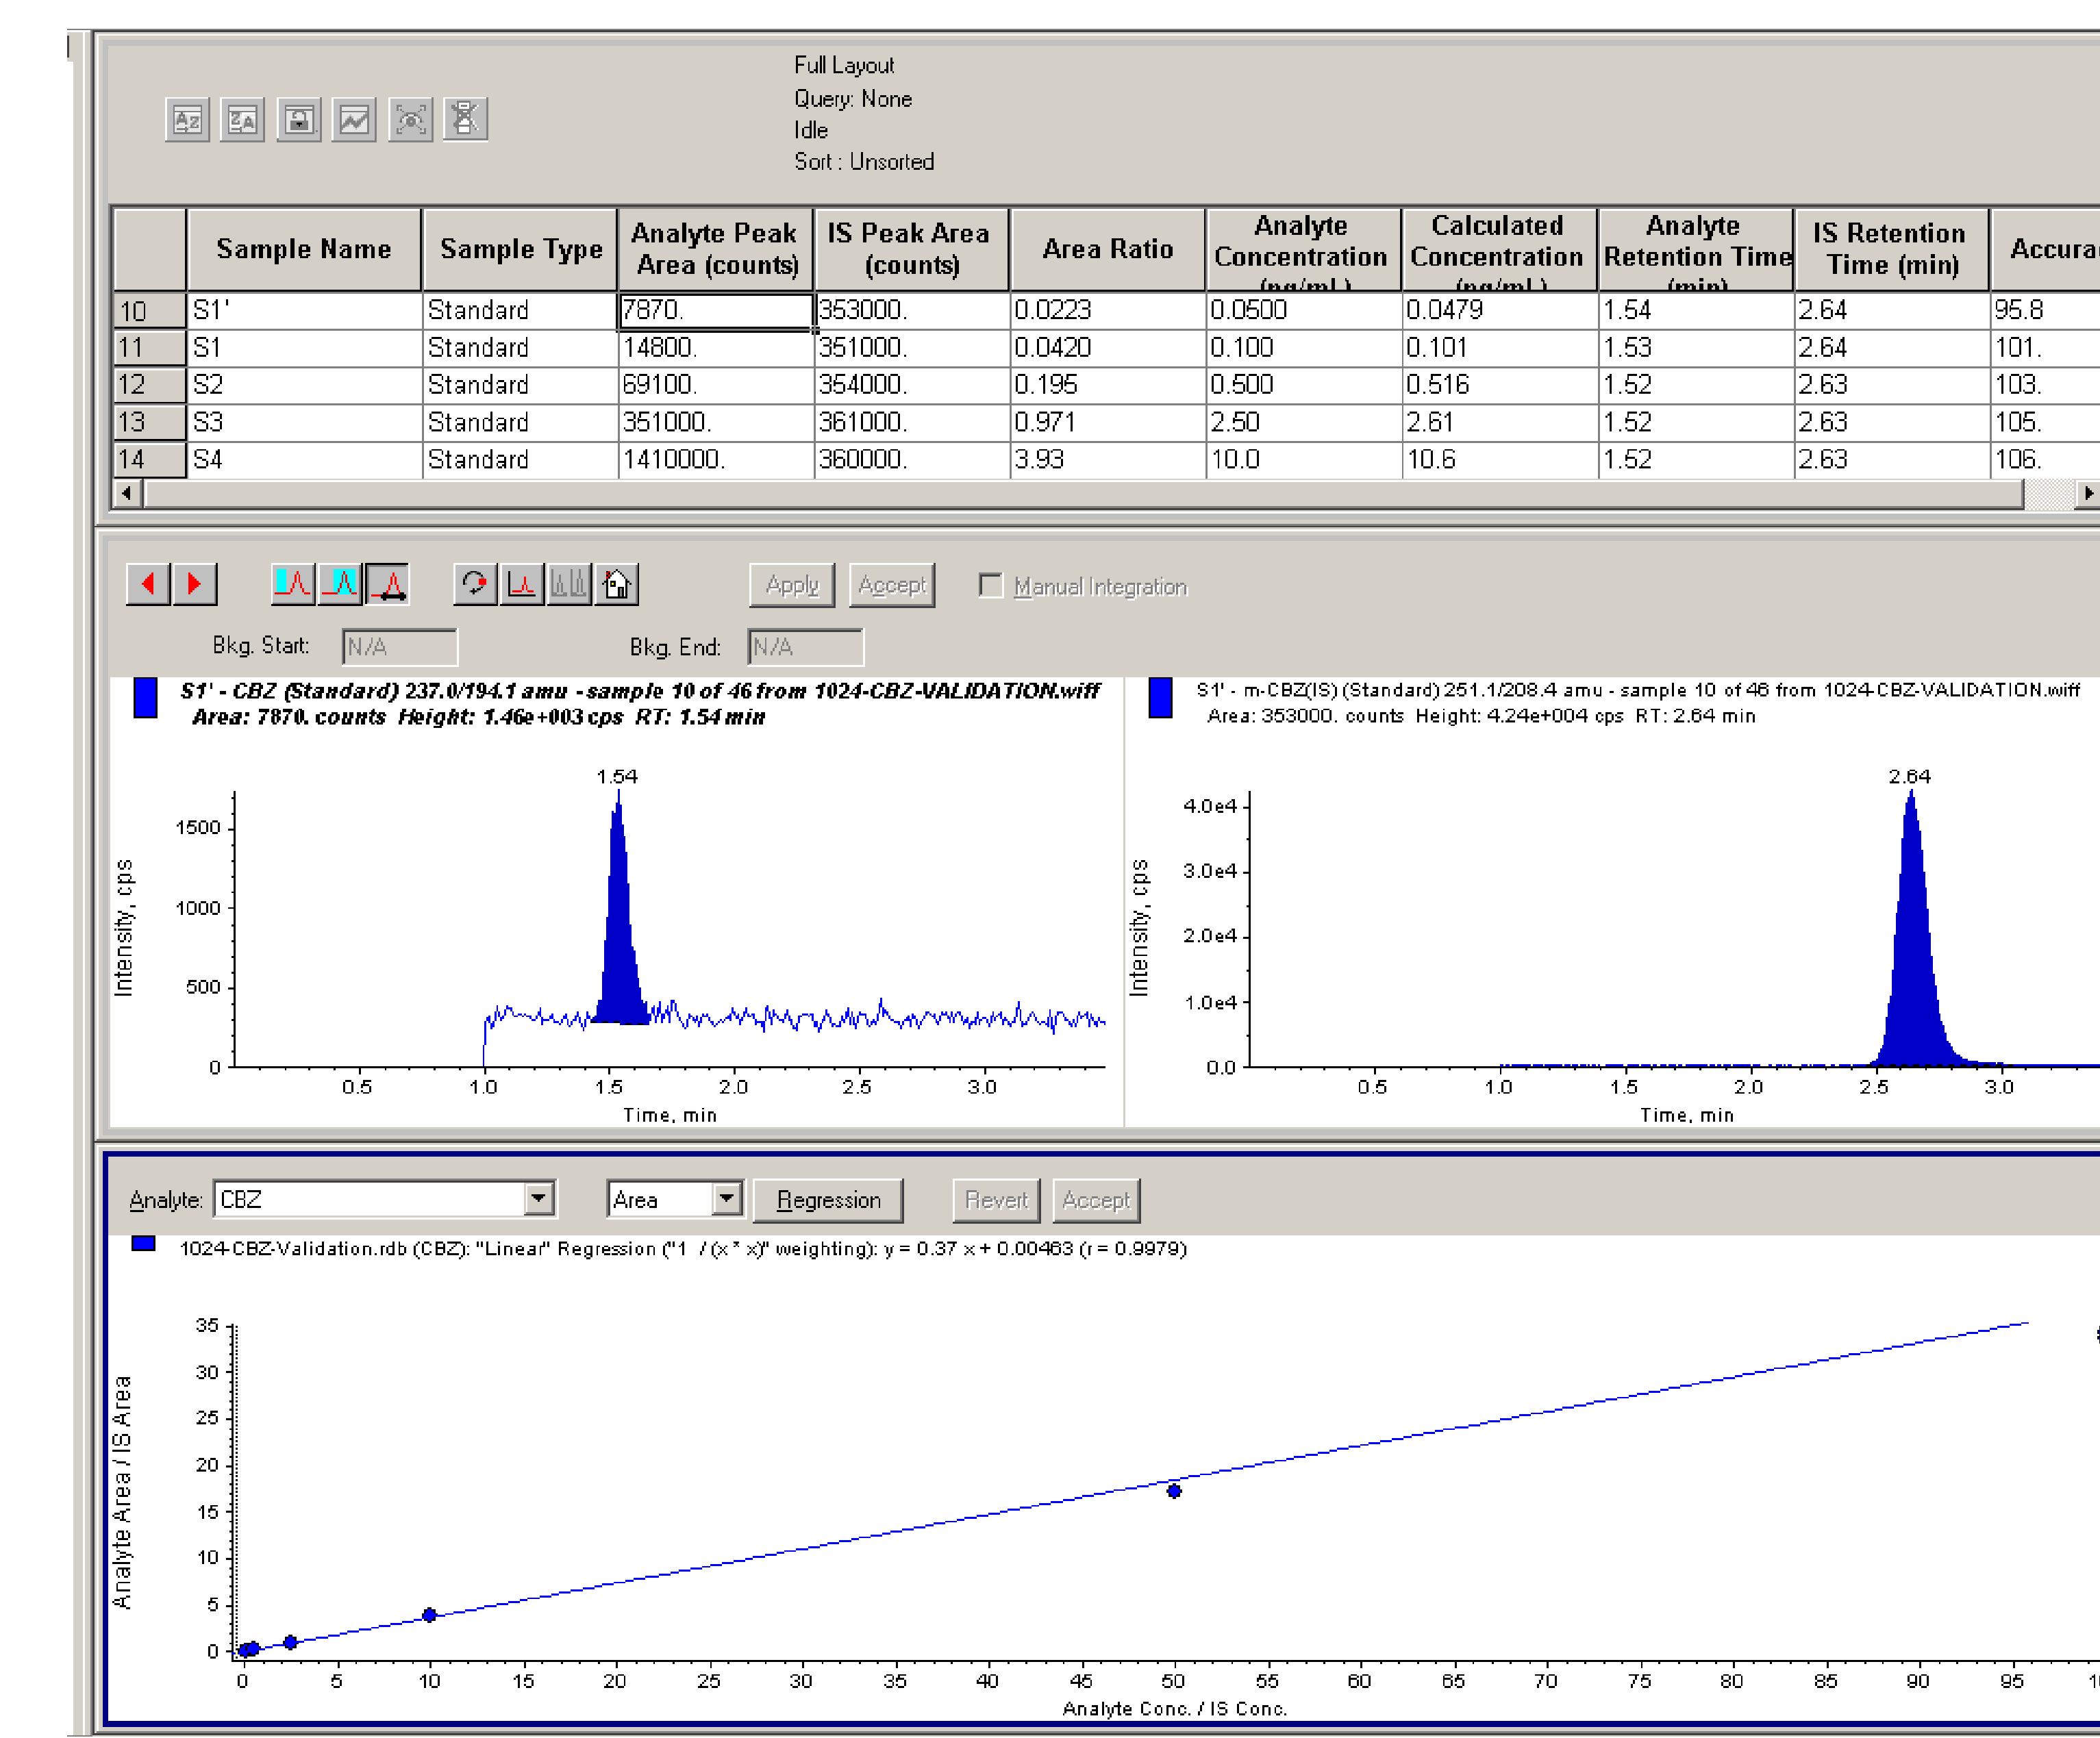 Full Layout
Query: None
Idle
Sort : Unsorted
Sample Name Sample Type Analyte Peak Area (counts) IS Peak Area (counts) Area Ratio Analyte Concentration (ng/mL) Calculated Concentration (ng/mL) Analyte Retention Time (min) IS Retention Time (min)
10 S1' Standard 7870. 353000. 0.0223 0.0500 0.0479 1.54 2.64 95.8
11 S1 Standard 14800. 351000. 0.0420 0.100 0.101 1.53 2.64 101.
12 S2 Standard 69100. 354000. 0.195 0.500 0.516 1.52 2.63 103.
13 S3 Standard 351000. 361000. 0.971 2.50 2.61 1.52 2.63 105.
14 S4 Standard 1410000. 360000. 3.93 10.0 10.6 1.52 2.63 106.
Apply Accept Manual Integration
Bkg. Start: N/A Bkg. End: N/A
S1' - CBZ (Standard) 237.0/194.1 amu - sample 10 of 46 from 1024-CBZ-VALIDATION.wiff
Area: 7870. counts Height: 1.46e+003 cps RT: 1.54 min
1.54
1500
1000
500
0
Intensity, cps
0.5 1.0 1.5 2.0 2.5 3.0
Time, min
S1' - m-CBZ(IS) (Standard) 251.1/208.4 amu - sample 10 of 46 from 1024-CBZ-VALIDATION.wiff
Area: 353000. counts Height: 4.24e+004 cps RT: 2.64 min
2.64
4.0e4
3.0e4
2.0e4
1.0e4
0.0
Intensity, cps
0.5 1.0 1.5 2.0 2.5 3.0
Time, min
Analyte: CBZ Area Regression Revert Accept
1024-CBZ-Validation.rdb (CBZ): "Linear" Regression ("1 / (x * x)" weighting): y = 0.37 x + 0.00463 (r = 0.9979)
35
30
25
20
15
10
5
0
Analyte Area / IS Area
0 5 10 15 20 25 30 35 40 45 50 55 60 65 70 75 80 85 90 95
Analyte Conc. / IS Conc.